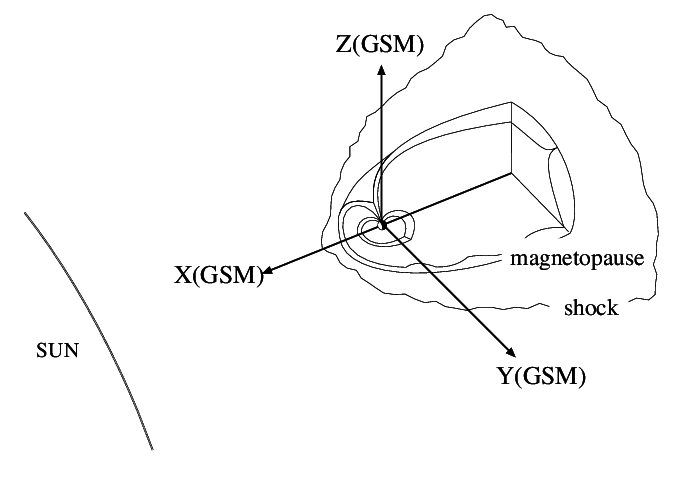 Z(GSM)
magnetopause
X(GSM)
shock
SUN
Y(GSM)